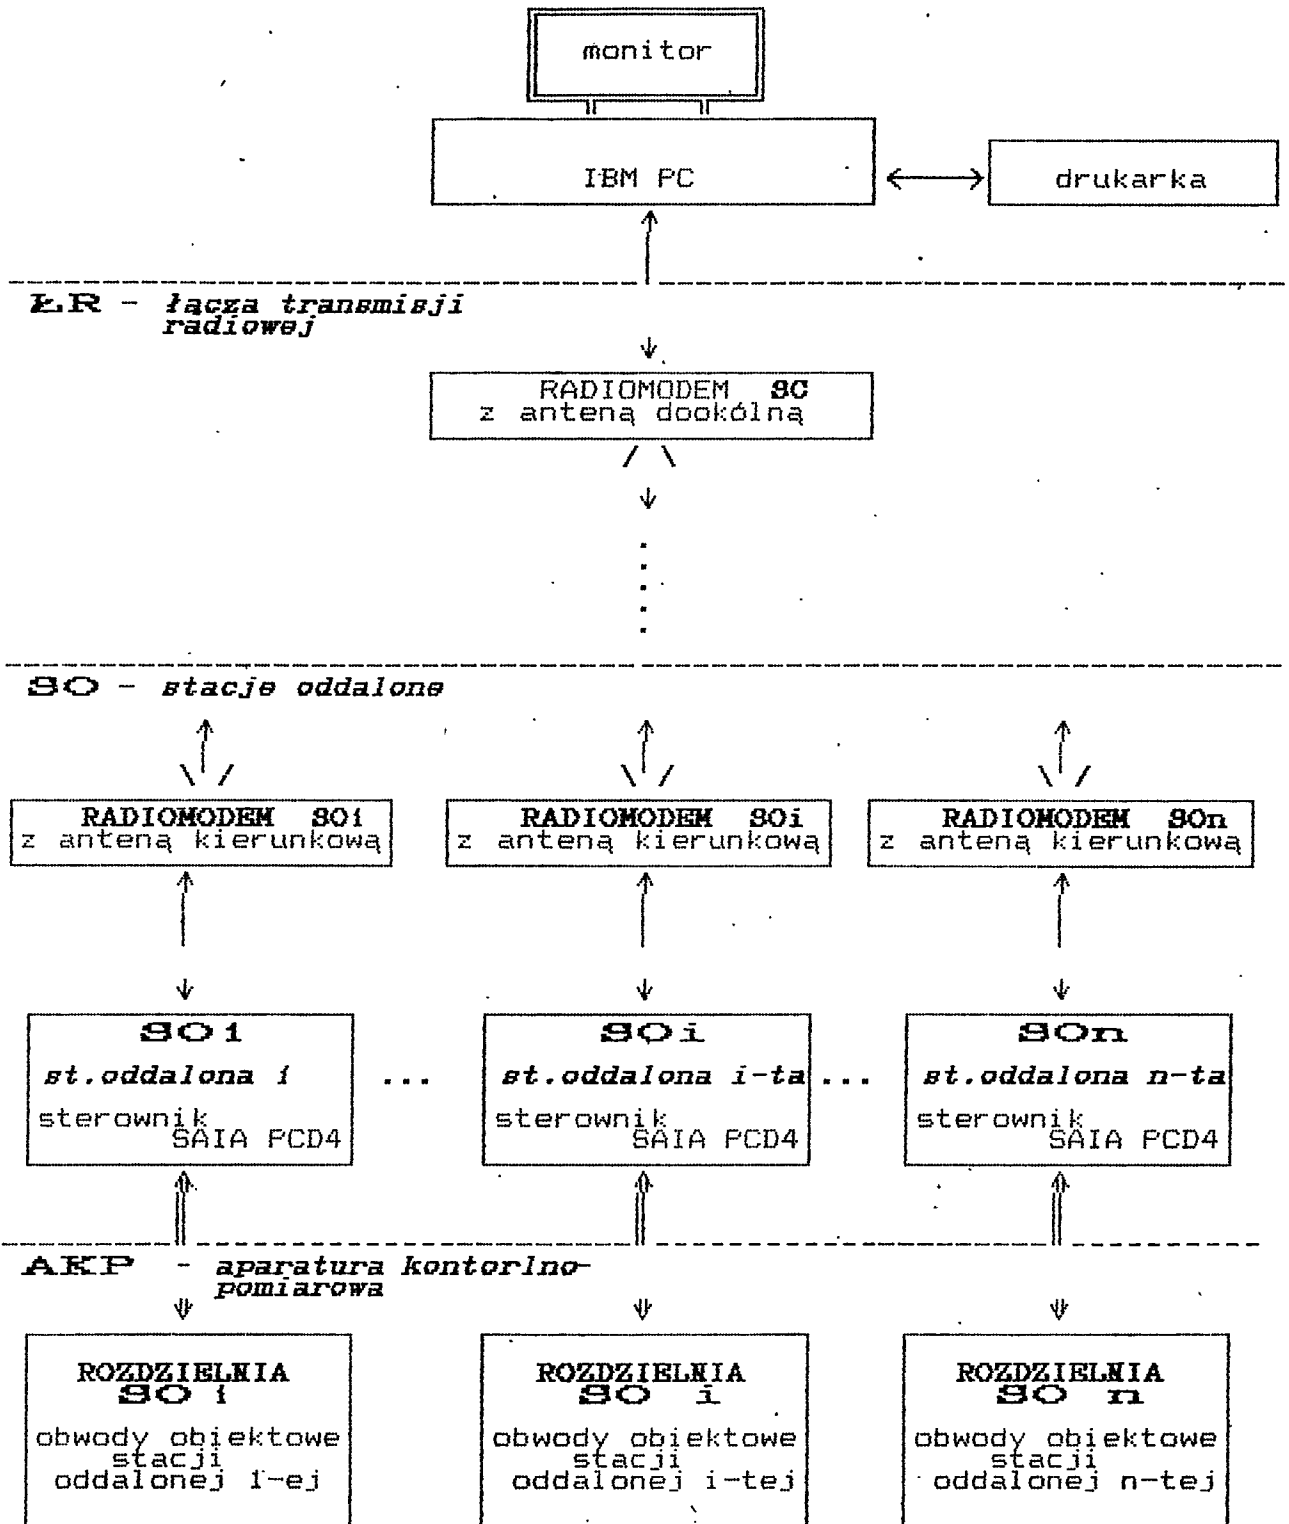 monitor
IBM PC
drukarka
ŁR - łącza transmisji
radiowej
RADIOMODEM SC
z anteną dookólną
SO - stacje oddalone
RADIOMODEM SO1
z anteną kierunkową
RADIOMODEM SOi
z anteną kierunkową
RADIOMODEM SOn
z anteną kierunkową
SO1
st.oddalona 1
sterownik
SAIA PCD4
...
SOi
st.oddalona i-ta
sterownik
SAIA PCD4
...
SOn
st.oddalona n-ta
sterownik
SAIA PCD4
AKP - aparatura kontorlno-
pomiarowa
ROZDZIELNIA
SO 1
obwody obiektowe
stacji
oddalonej 1-ej
ROZDZIELNIA
SO i
obwody obiektowe
stacji
oddalonej i-tej
ROZDZIELNIA
SO n
obwody obiektowe
stacji
oddalonej n-tej